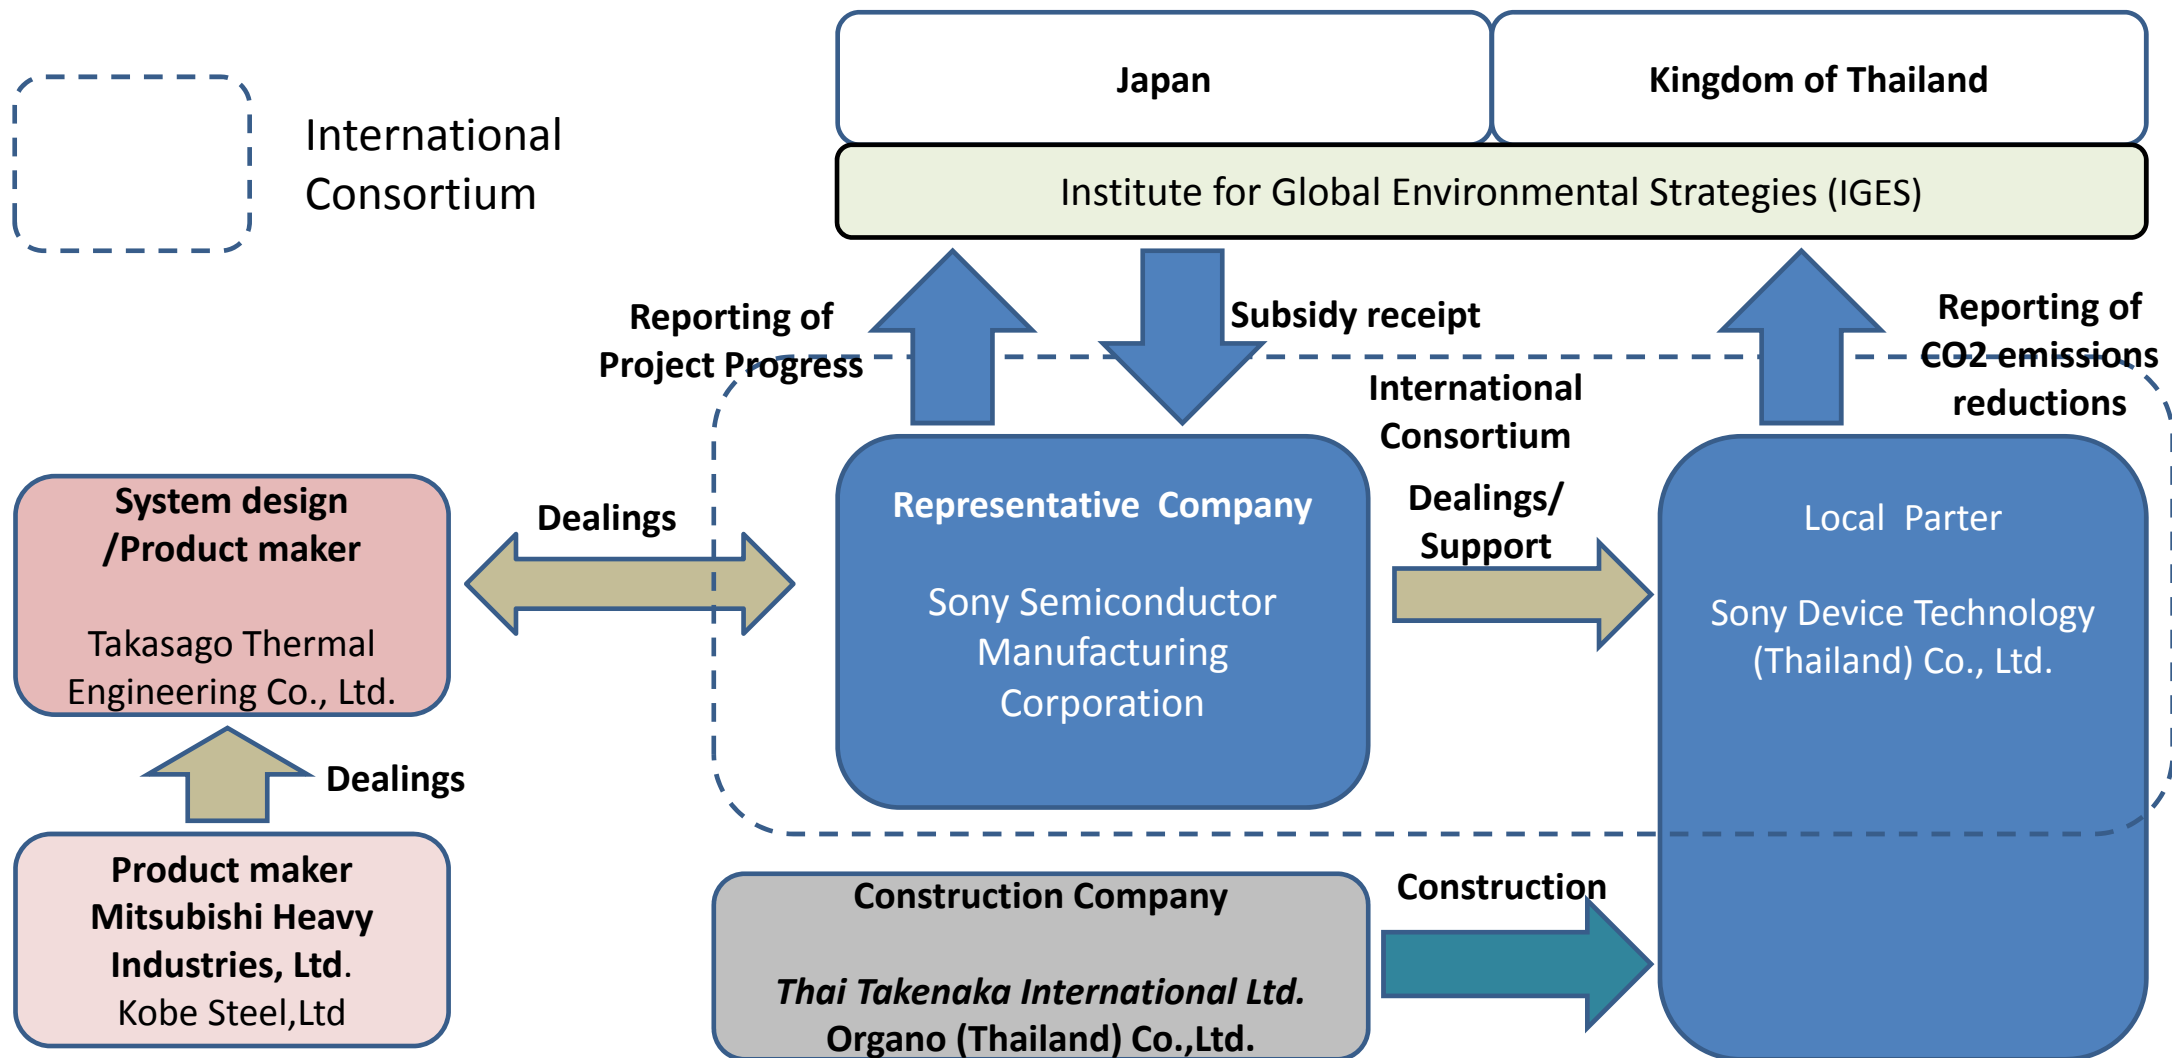 Japan
Kingdom of Thailand
International
Consortium
Institute for Global Environmental Strategies (IGES)
Reporting of
Project Progress
Subsidy receipt
Reporting of
CO2 emissions
reductions
International
Consortium
System design
/Product maker
Takasago Thermal
Engineering Co., Ltd.
Dealings
Representative Company
Sony Semiconductor
Manufacturing
Corporation
Dealings/
Support
Local Parter
Sony Device Technology
(Thailand) Co., Ltd.
Dealings
Product maker
Mitsubishi Heavy
Industries, Ltd.
Kobe Steel,Ltd
Construction Company
Thai Takenaka International Ltd.
Organo (Thailand) Co.,Ltd.
Construction